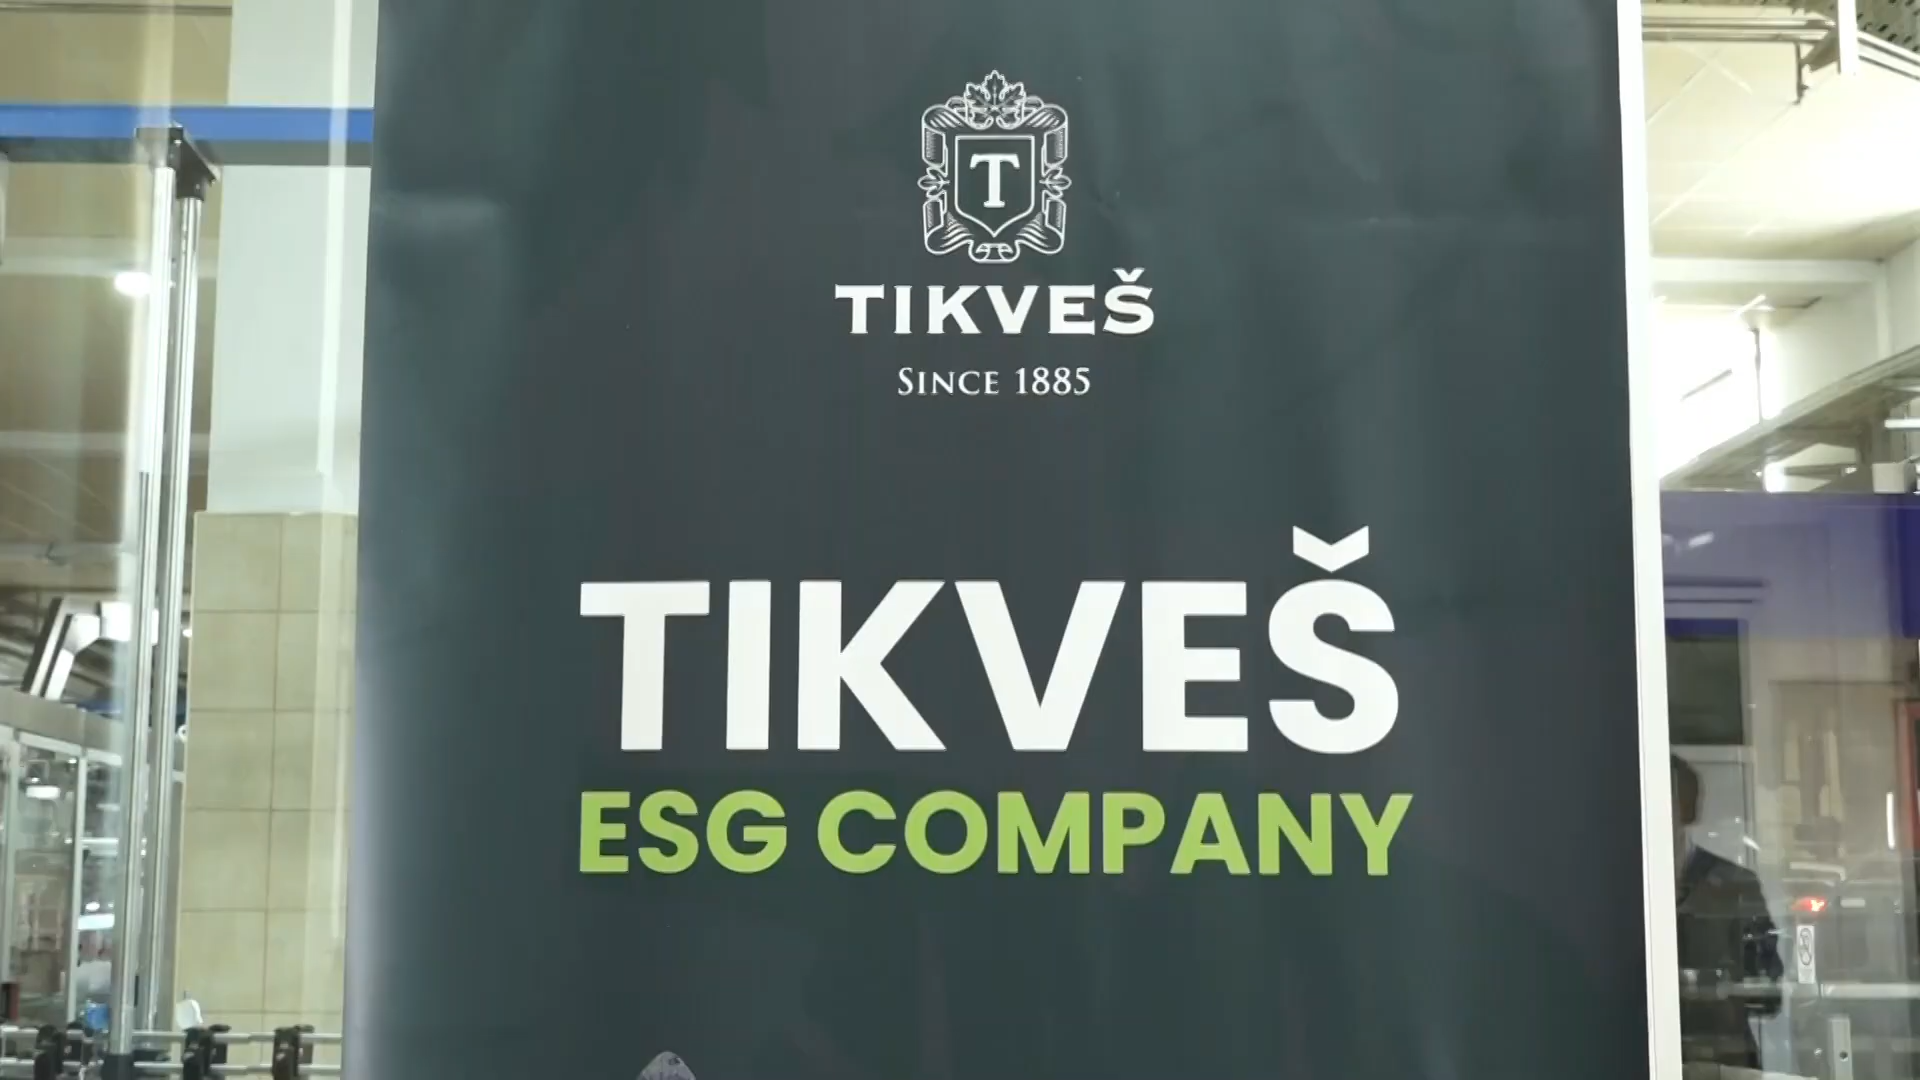 T
TIKVEŠ
SINCE 1885
TIKVEŠ
ESG COMPANY